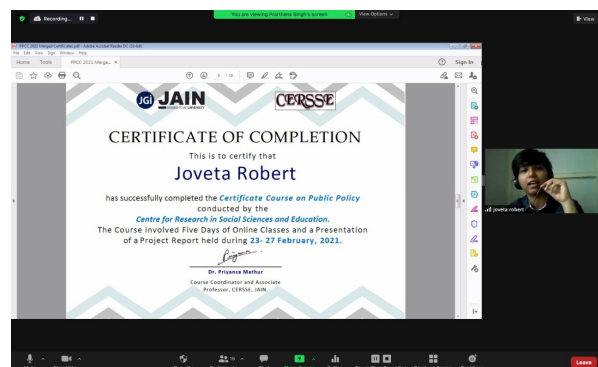 Recording...
You are viewing Prarthana Singh's screen
View Options
View
PPCC 2021 Merged Certificates.pdf - Adobe Acrobat Reader DC (32-bit)
File Edit View Sign Window Help
Home Tools PPCC 2021 Merge... Sign In
JGi JAIN CERSSE
CERTIFICATE OF COMPLETION
This is to certify that
Joveta Robert
has successfully completed the Certificate Course on Public Policy
conducted by the
Centre for Research in Social Sciences and Education.
The Course involved Five Days of Online Classes and a Presentation
of a Project Report held during 23- 27 February, 2021.
Dr. Priyanca Mathur
Course Coordinator and Associate
Professor, CERSSE, JAIN
joveta robert
Leave